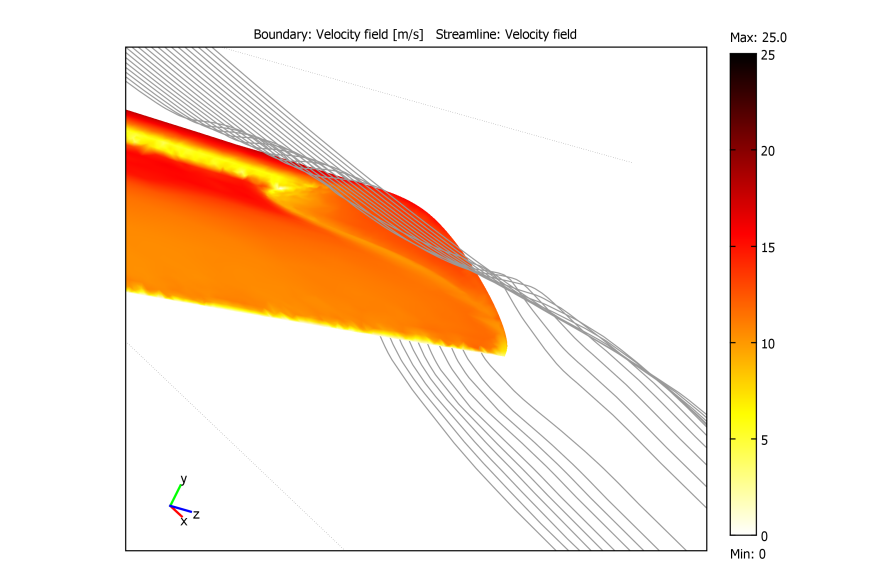 Boundary: Velocity field [m/s]   Streamline: Velocity field
Max: 25.0
25
20
15
10
5
0
Min: 0
y
z
x